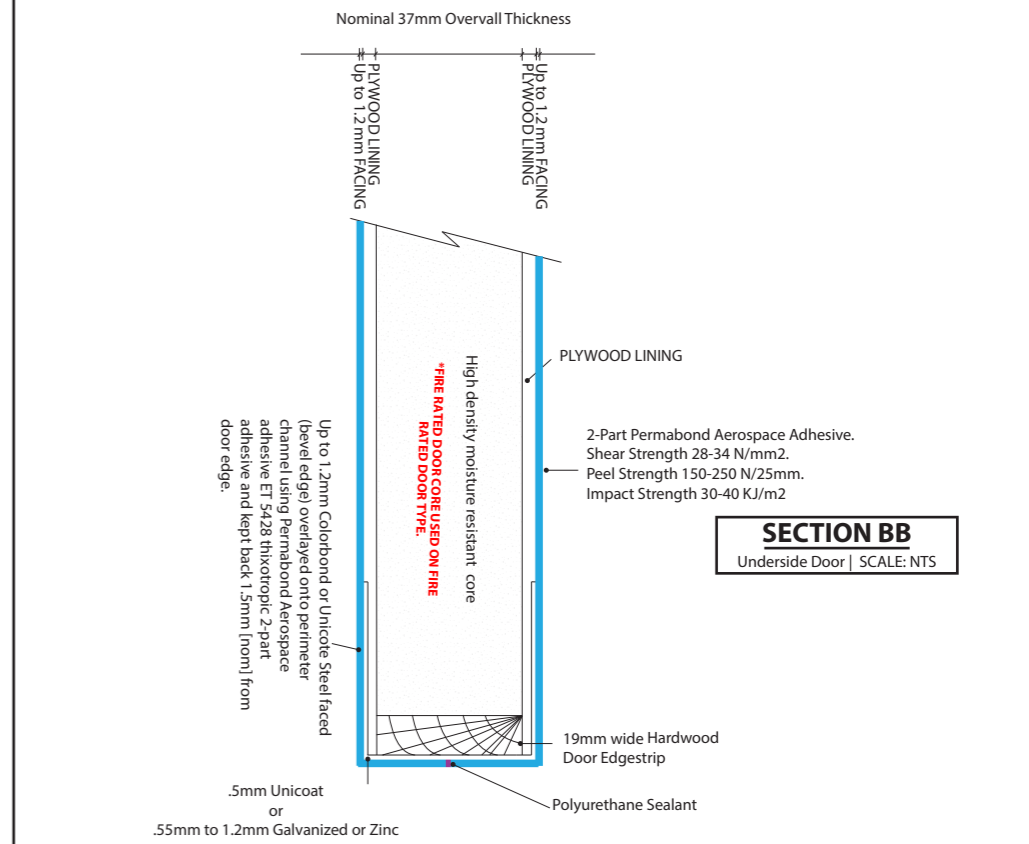 Nominal 37mm Overvall Thickness
Up to 1.2 mm FACING
PLYWOOD LINING
PLYWOOD LINING
Up to 1.2 mm FACING
PLYWOOD LINING
High density moisture resistant core
*FIRE RATED DOOR CORE USED ON FIRE
RATED DOOR TYPE.
2-Part Permabond Aerospace Adhesive.
Shear Strength 28-34 N/mm2.
Peel Strength 150-250 N/25mm.
Impact Strength 30-40 KJ/m2
SECTION BB
Underside Door | SCALE: NTS
Up to 1.2mm Colorbond or Unicote Steel faced
(bevel edge) overlayed onto perimeter
channel using Permabond Aerospace
adhesive ET 5428 thixotropic 2-part
adhesive and kept back 1.5mm [nom] from
door edge.
19mm wide Hardwood
Door Edgestrip
Polyurethane Sealant
.5mm Unicoat
or
.55mm to 1.2mm Galvanized or Zinc